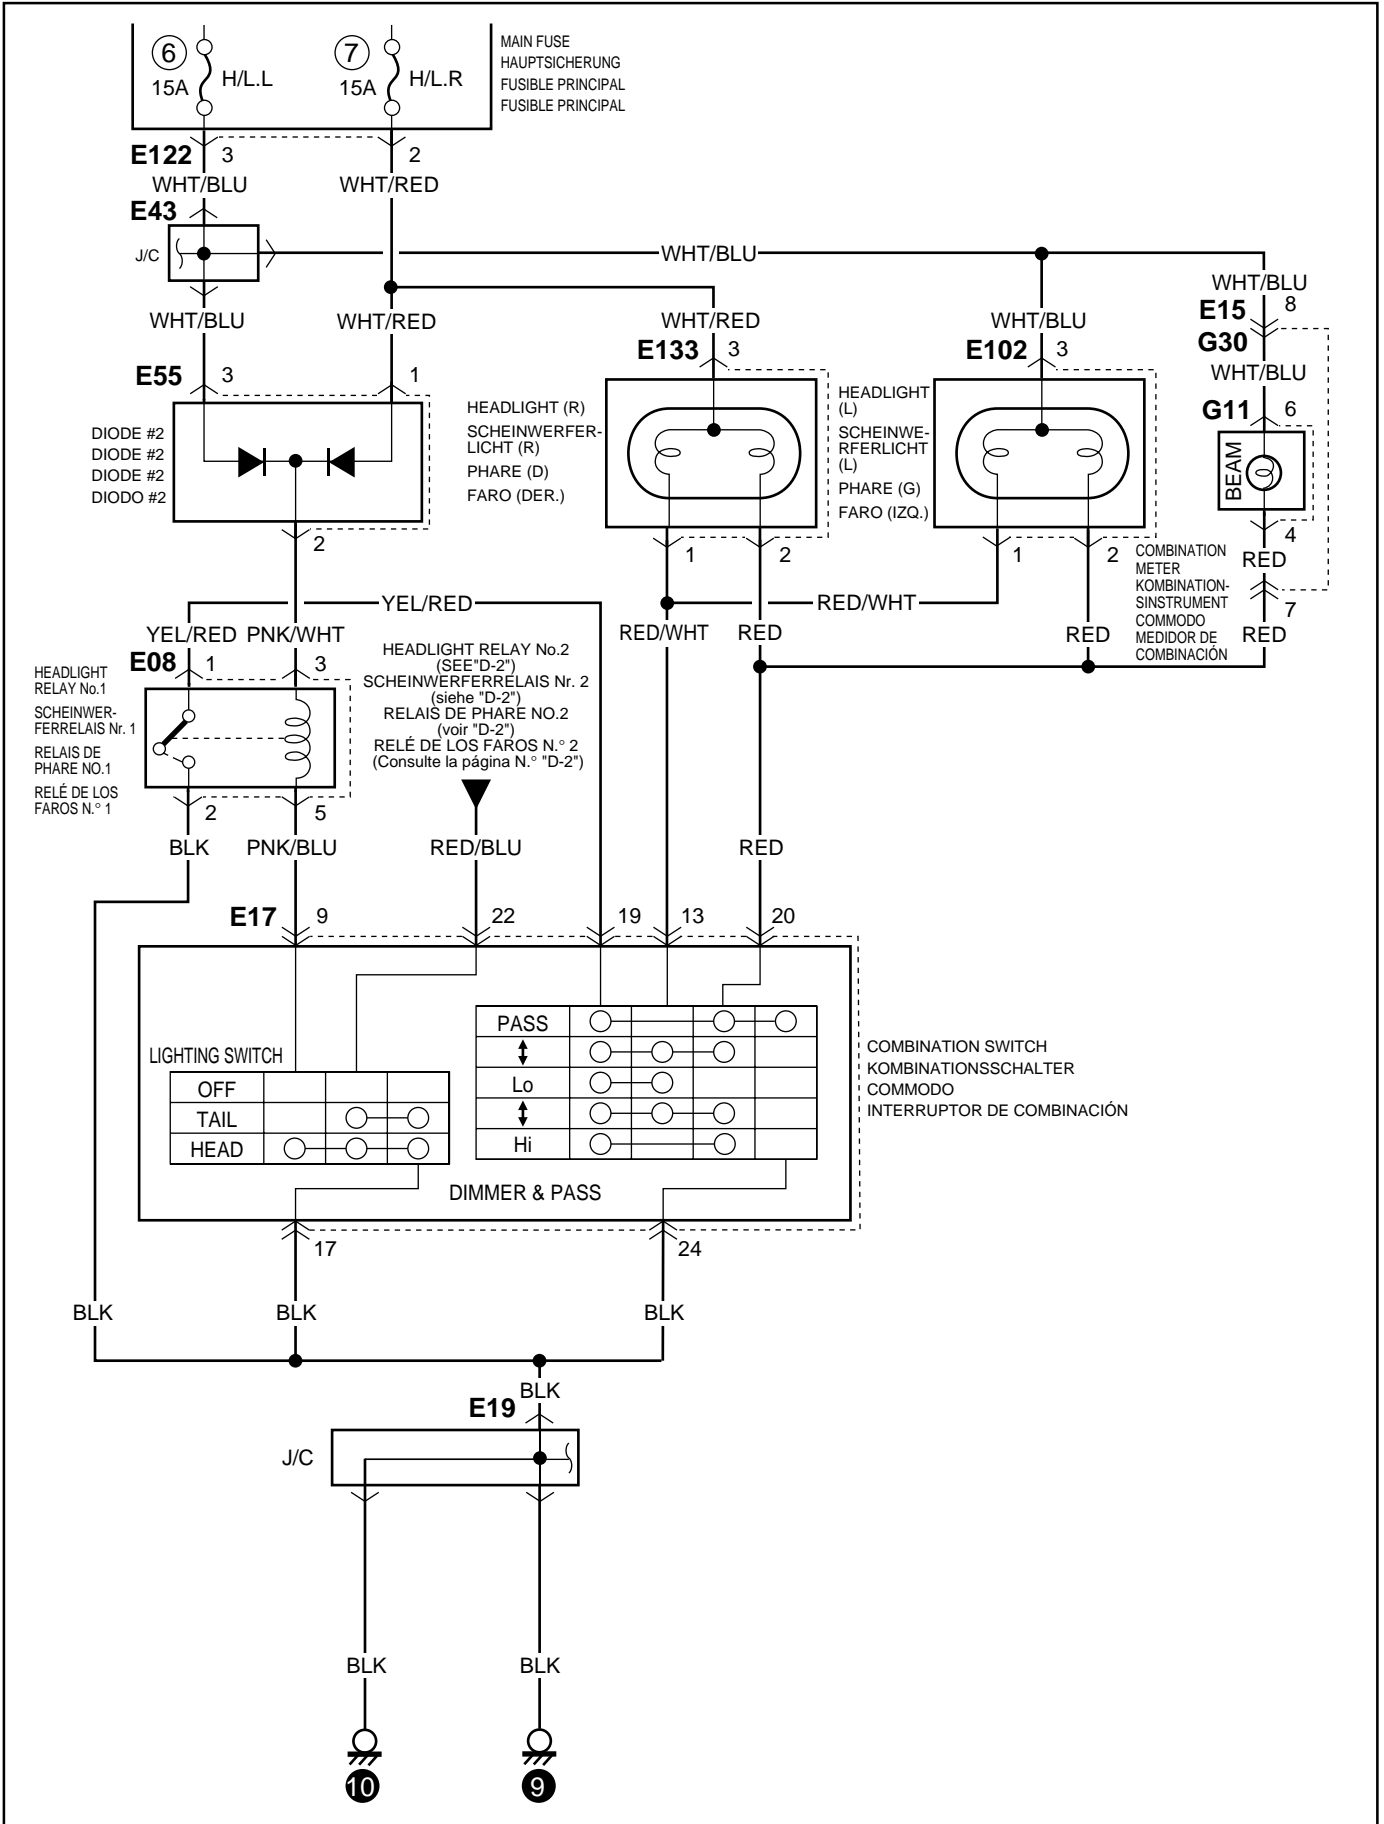 6
15A
H/L.L
7
15A
H/L.R
MAIN FUSE
HAUPTSICHERUNG
FUSIBLE PRINCIPAL
FUSIBLE PRINCIPAL
E122 3 2
WHT/BLU WHT/RED
E43
J/C
WHT/BLU
WHT/BLU
WHT/BLU WHT/RED WHT/RED WHT/BLU
E15 8
G30
WHT/BLU
E55 3 1
E133 3
E102 3
G11 6
BEAM
4
RED
7
RED
DIODE #2
DIODE #2
DIODE #2
DIODO #2
2
HEADLIGHT (R)
SCHEINWERFER-
LICHT (R)
PHARE (D)
FARO (DER.)
1 2
HEADLIGHT
(L)
SCHEINWE-
RFERLICHT
(L)
PHARE (G)
FARO (IZQ.)
1 2
COMBINATION
METER
KOMBINATION-
SINSTRUMENT
COMMODO
MEDIDOR DE
COMBINACIÓN
YEL/RED
RED/WHT
YEL/RED PNK/WHT
RED/WHT RED RED
E08 1 3
HEADLIGHT
RELAY No.1
SCHEINWER-
FERRELAIS Nr. 1
RELAIS DE
PHARE NO.1
RELÉ DE LOS
FAROS N.° 1
2 5
HEADLIGHT RELAY No.2
(SEE"D-2")
SCHEINWERFERRELAIS Nr. 2
(siehe "D-2")
RELAIS DE PHARE NO.2
(voir "D-2")
RELÉ DE LOS FAROS N.° 2
(Consulte la página N.° "D-2")
BLK PNK/BLU RED/BLU RED
E17 9 22 19 13 20
LIGHTING SWITCH
OFF
TAIL
HEAD
PASS
Lo
Hi
DIMMER & PASS
COMBINATION SWITCH
KOMBINATIONSSCHALTER
COMMODO
INTERRUPTOR DE COMBINACIÓN
17 24
BLK BLK BLK
BLK
E19
J/C
BLK BLK
10 9